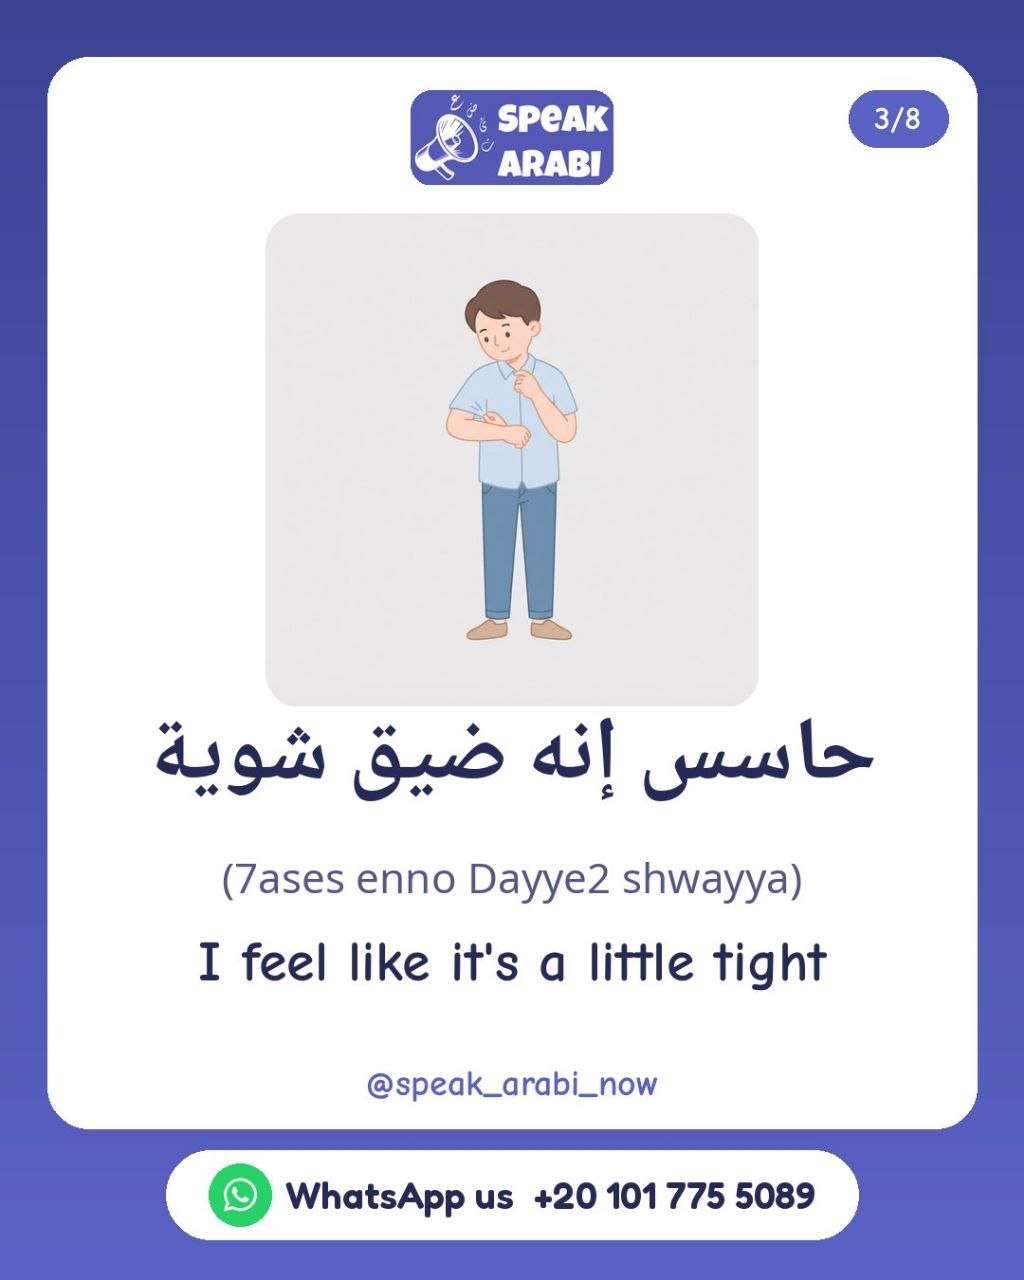 SPEAK
ARABI
3/8
حاسس إنه ضيق شوية
(7ases enno Dayye2 shwayya)
I feel like it's a little tight
@speak_arabi_now
WhatsApp us +20 101 775 5089